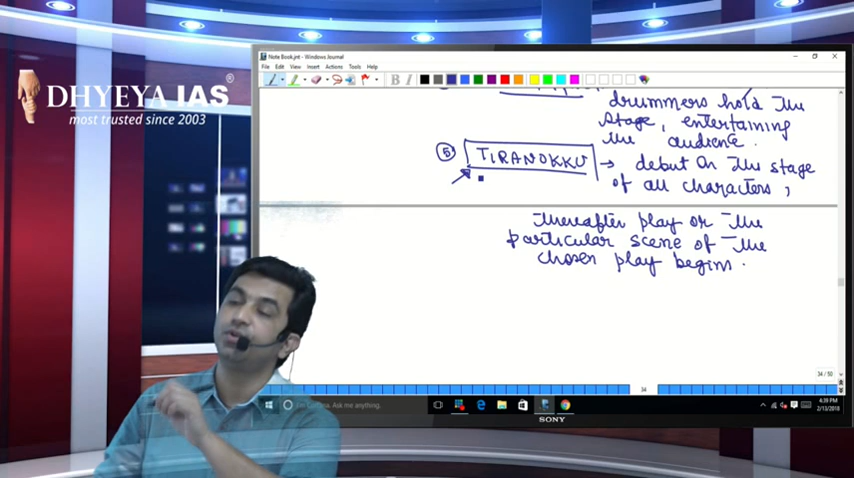 DHYEYA IAS®
most trusted since 2003
Note Book.jnt - Windows Journal
File Edit View Insert Actions Tools Help
drummers hold the
stage, entertaining
the audience.
5 TIRANOKKU → debut on the stage
of all characters,
thereafter play or the
particular scene of the
chosen play begins.
34 / 50
34
Ask me anything.
4:39 PM
2/13/2018
SONY